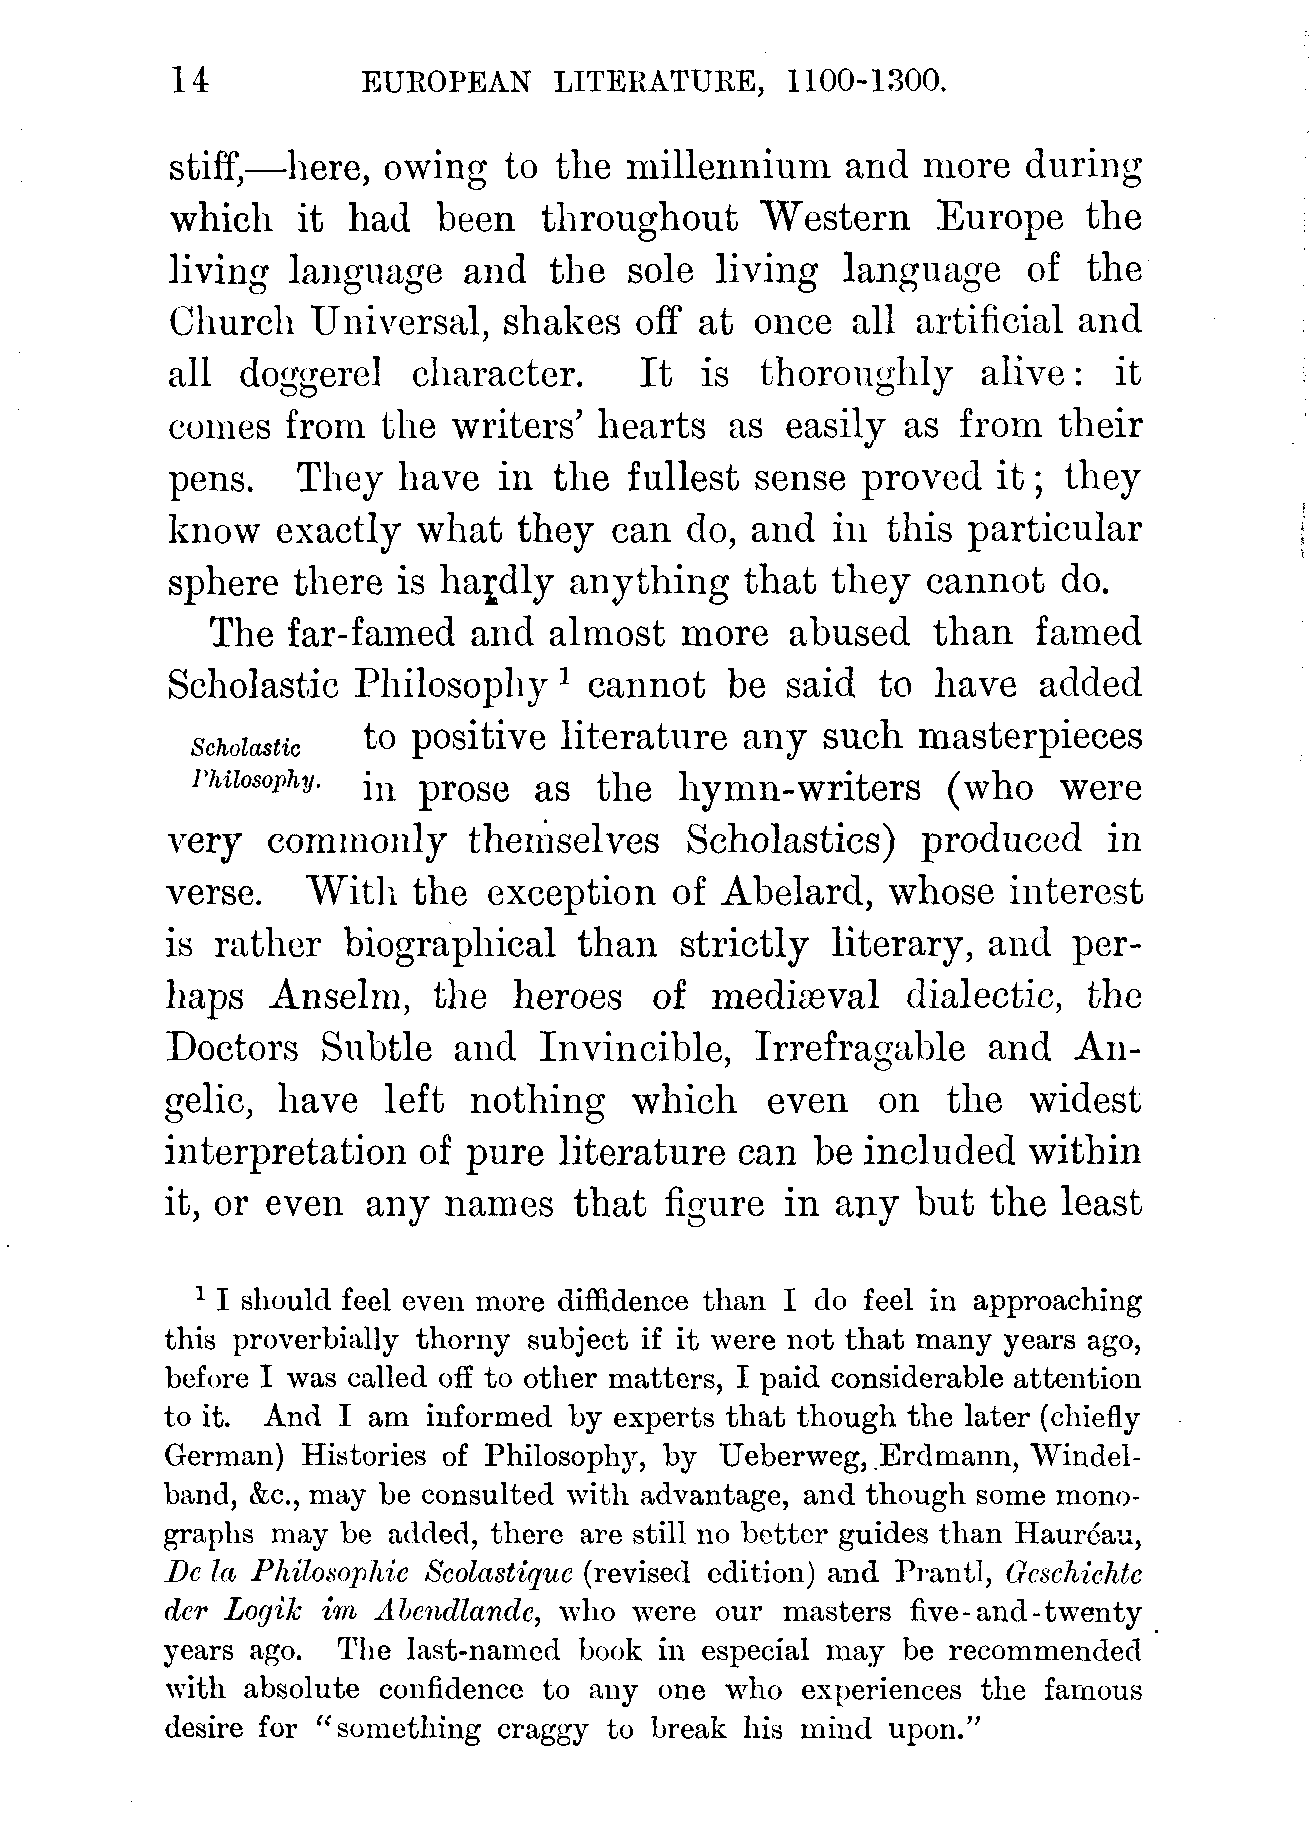 14 EUROPEAN LITERATURE, 1100-1300.
stiff,—here, owing to the millennium and more during
which it had been throughout Western Europe the
living language and the sole living language of the
Church Universal, shakes off at once all artificial and
all doggerel character. It is thoroughly alive: it
comes from the writers' hearts as easily as from their
pens. They have in the fullest sense proved it; they
know exactly what they can do, and in this particular
sphere there is hardly anything that they cannot do.
The far-famed and almost more abused than famed
Scholastic Philosophy ¹ cannot be said to have added
Scholastic
Philosophy.
to positive literature any such masterpieces
in prose as the hymn-writers (who were
very commonly themselves Scholastics) produced in
verse. With the exception of Abelard, whose interest
is rather biographical than strictly literary, and per-
haps Anselm, the heroes of mediæval dialectic, the
Doctors Subtle and Invincible, Irrefragable and An-
gelic, have left nothing which even on the widest
interpretation of pure literature can be included within
it, or even any names that figure in any but the least
¹ I should feel even more diffidence than I do feel in approaching
this proverbially thorny subject if it were not that many years ago,
before I was called off to other matters, I paid considerable attention
to it. And I am informed by experts that though the later (chiefly
German) Histories of Philosophy, by Ueberweg, Erdmann, Windel-
band, &c., may be consulted with advantage, and though some mono-
graphs may be added, there are still no better guides than Hauréau,
De la Philosophie Scolastique (revised edition) and Prantl, Geschichte
der Logik im Abendlande, who were our masters five-and-twenty
years ago. The last-named book in especial may be recommended
with absolute confidence to any one who experiences the famous
desire for "something craggy to break his mind upon."